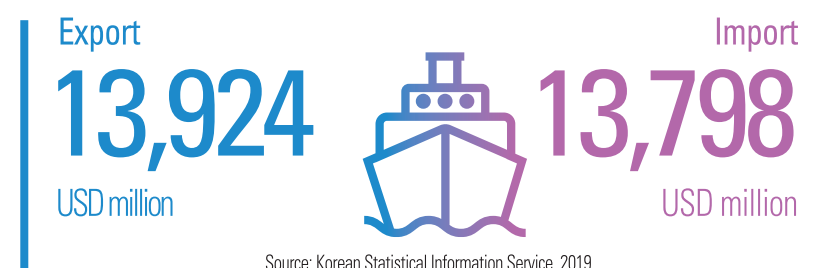 Export
Import
13,924
13,798
USD million
USD million
Source: Korean Statistical Information Service, 2019